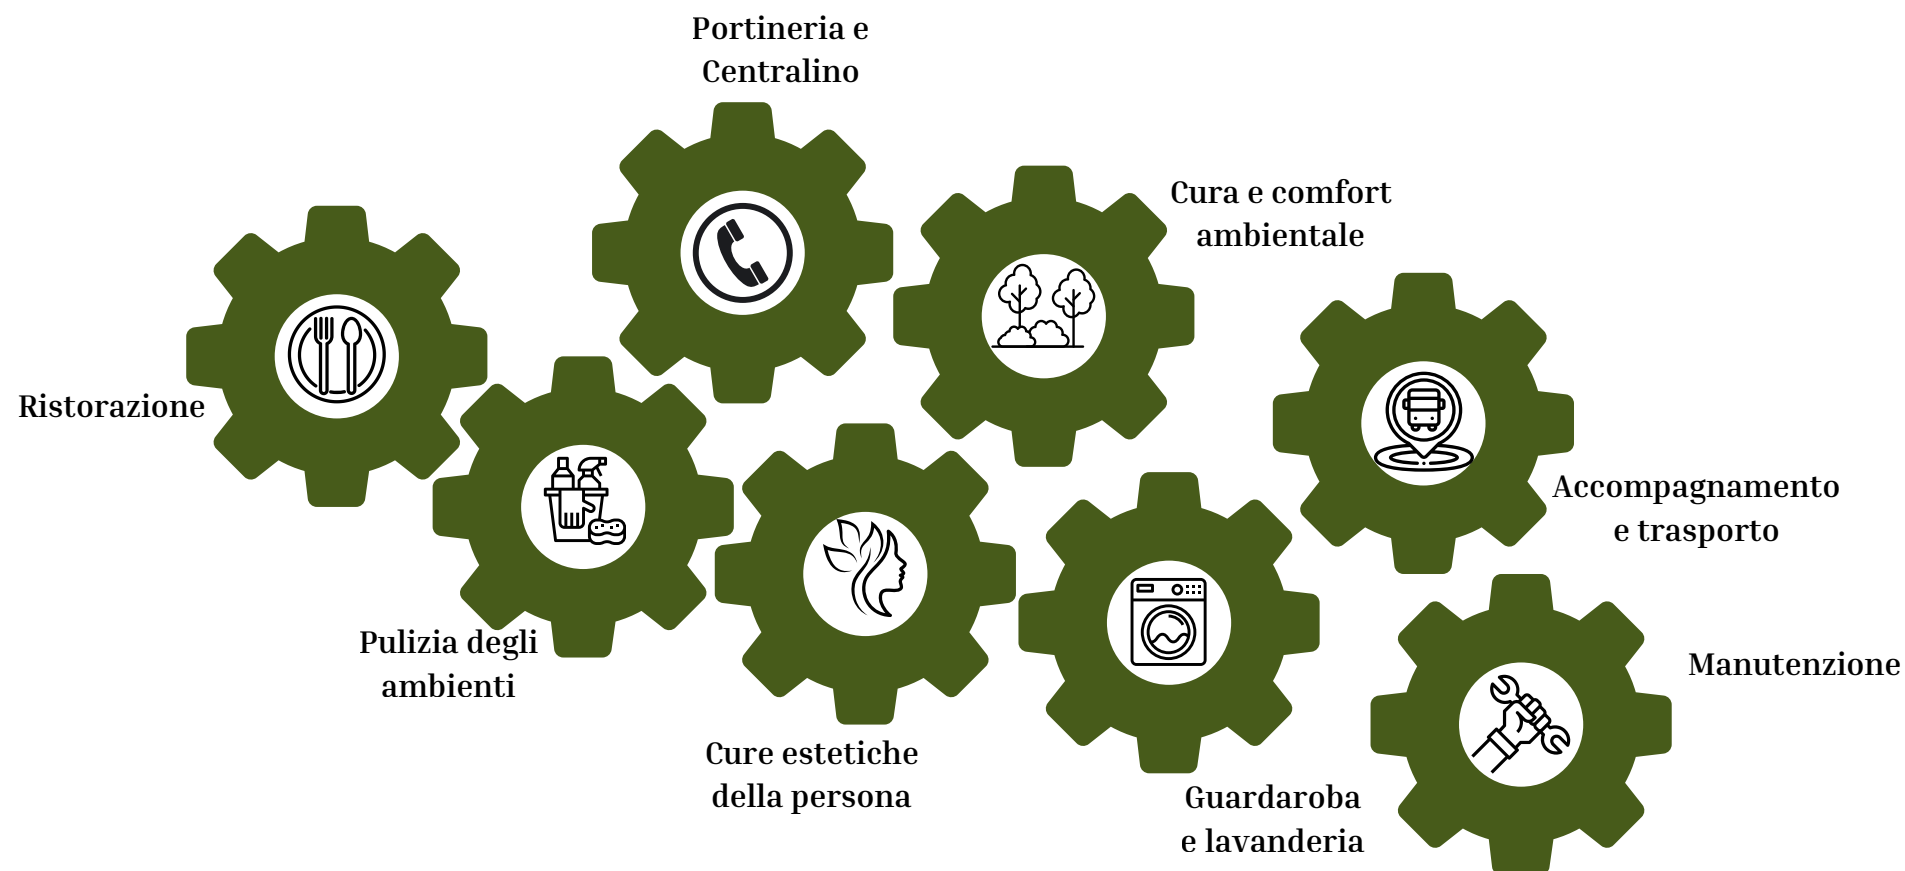 Portineria e
Centralino
Cura e comfort
ambientale
Ristorazione
Accompagnamento
e trasporto
Pulizia degli
ambienti
Manutenzione
Cure estetiche
della persona
Guardaroba
e lavanderia